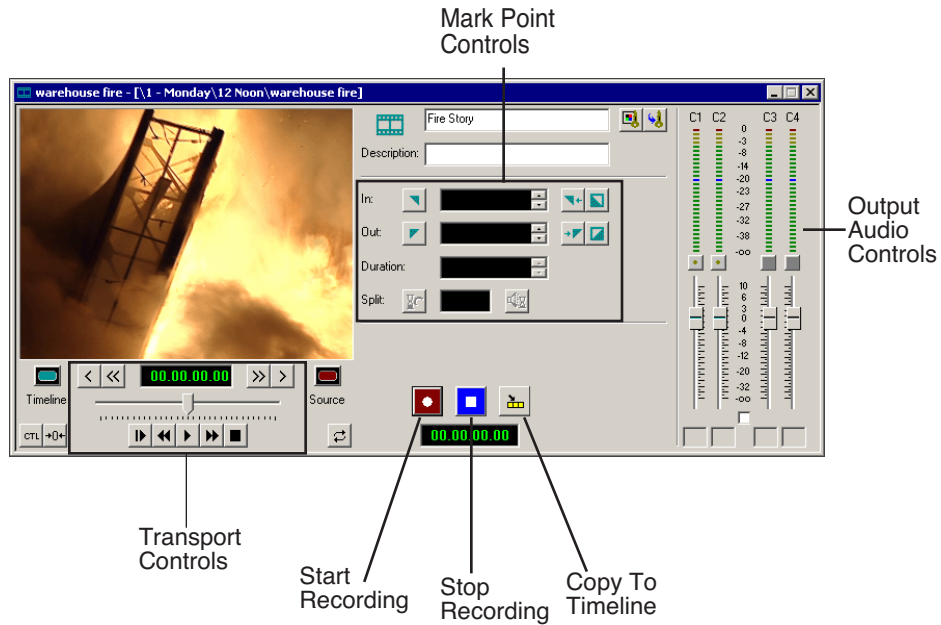 Mark Point
Controls
warehouse fire - [\1 - Monday\12 Noon\warehouse fire]
Fire Story
Description:
In:
Out:
Duration:
Split:
C1 C2 C3 C4
0
-3
-8
-14
-20
-23
-27
-32
-38
-oo
10
6
3
0
-4
-8
-12
-20
-32
-oo
Output
Audio
Controls
< << 00.00.00.00 >> >
Timeline
Source
CTL →0←
00.00.00.00
Transport
Controls
Start
Recording
Stop
Recording
Copy To
Timeline